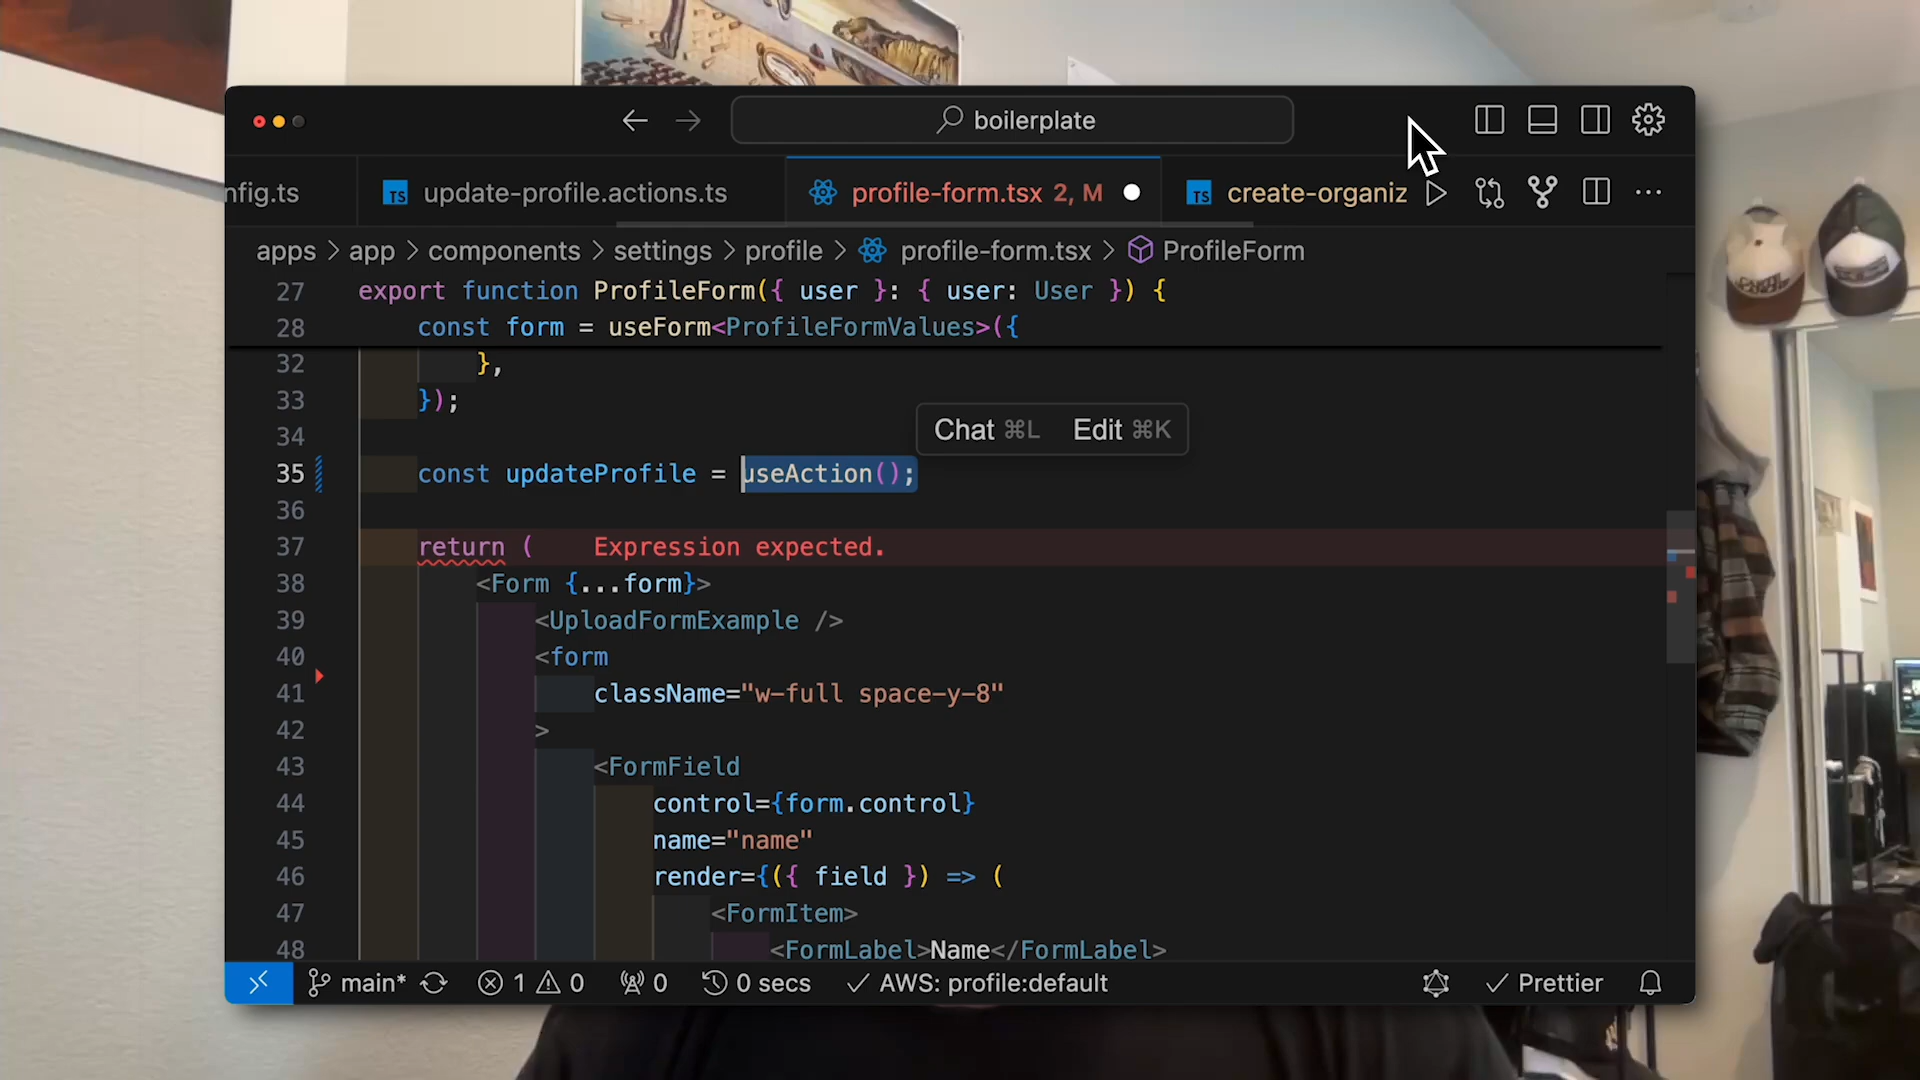 boilerplate
nfig.ts
TS update-profile.actions.ts
profile-form.tsx 2, M
TS create-organiz
apps > app > components > settings > profile > profile-form.tsx > ProfileForm
27 export function ProfileForm({ user }: { user: User }) {
28 const form = useForm<ProfileFormValues>({
32 },
33 });
34
Chat ⌘L Edit ⌘K
35 const updateProfile = useAction();
36
37 return ( Expression expected.
38 <Form {...form}>
39 <UploadFormExample />
40 <form
41 className="w-full space-y-8"
42 >
43 <FormField
44 control={form.control}
45 name="name"
46 render={({ field }) => (
47 <FormItem>
48 <FormLabel>Name</FormLabel>
main* 1 0 0 0 secs AWS: profile:default Prettier